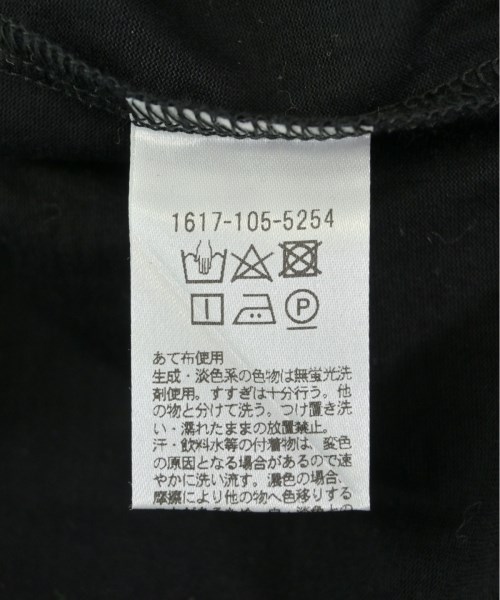 1617-105-5254
P
あて布使用
生成・淡色系の色物は無蛍光洗
剤使用。すすぎは十分行う。他
の物と分けて洗う。つけ置き洗
い・濡れたままの放置禁止。
汗・飲料水等の付着物は、変色
の原因となる場合があるので速
やかに洗い流す。濃色の場合、
摩擦により他の物へ色移りする